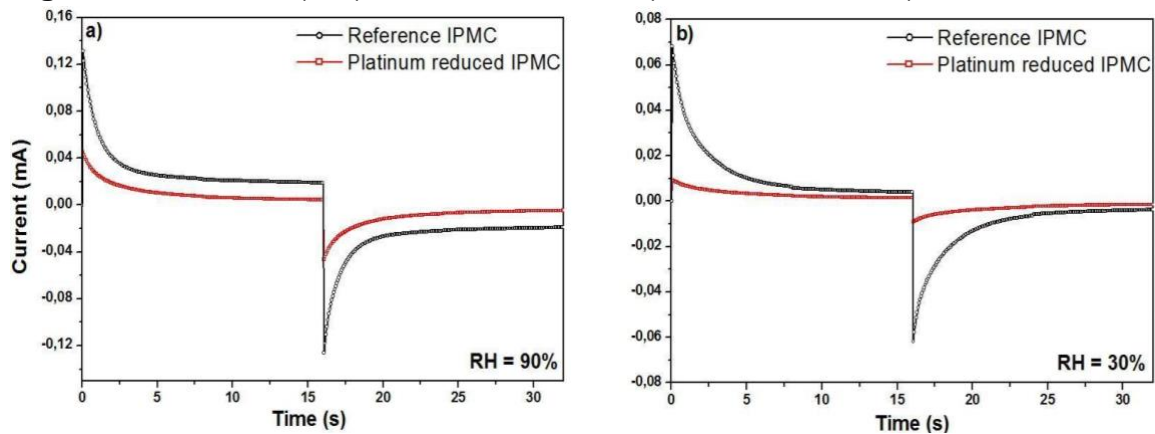 a)
Reference IPMC
Platinum reduced IPMC
0,16
0,12
0,08
0,04
0,00
-0,04
-0,08
-0,12
Current (mA)
RH = 90%
0 5 10 15 20 25 30
Time (s)
b)
Reference IPMC
Platinum reduced IPMC
0,08
0,06
0,04
0,02
0,00
-0,02
-0,04
-0,06
-0,08
RH = 30%
0 5 10 15 20 25 30
Time (s)